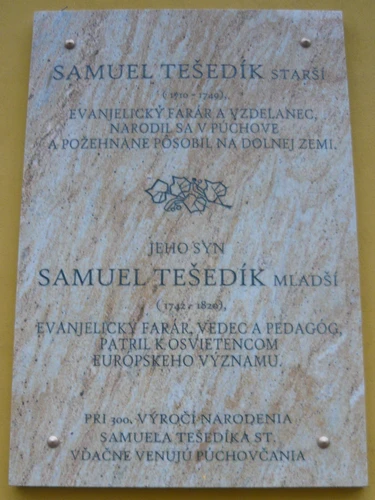 SAMUEL TEŠEDÍK STARŠÍ
(1710 - 1749),
EVANJELICKÝ FARÁR A VZDELANEC,
NARODIL SA V PÚCHOVE
A POŽEHNANE PÔSOBIL NA DOLNEJ ZEMI.
JEHO SYN
SAMUEL TEŠEDÍK MLADŠÍ
(1742 - 1820),
EVANJELICKÝ FARÁR, VEDEC A PEDAGÓG,
PATRIL K OSVIETENCOM
EURÓPSKEHO VÝZNAMU.
PRI 300. VÝROČÍ NARODENIA
SAMUELA TEŠEDÍKA ST.
VĎAČNE VENUJÚ PÚCHOVČANIA